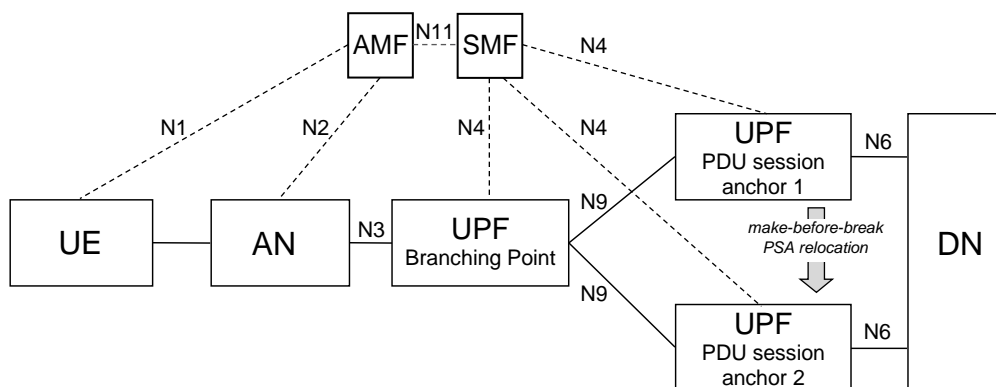 N11
AMF
SMF
N4
N1
N2
N4
N4
UPF
PDU session
anchor 1
N6
N9
UE
AN
N3
UPF
Branching Point
make-before-break
PSA relocation
DN
N9
UPF
PDU session
anchor 2
N6